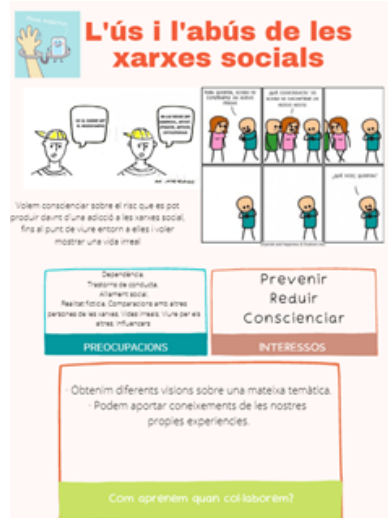 L'ús i l'abús de les
xarxes socials
Volem conscienciar sobre el risc que es pot
produir davnt d'una adicció a les xarxes social,
fins al punt de viure entorn a elles i voler
mostrar una vida irreal
Dependència.
Trastorns de conducta.
Aïllament social.
Realitat fictícia. Comparacions amb altres
persones de les xarxes. Vides irreals. Viure per els
altres. Influencers
PREOCUPACIONS
Prevenir
Reduir
Conscienciar
INTERESSOS
· Obtenim diferents visions sobre una mateixa temàtica.
· Podem aportar coneixements de les nostres
propies experiencies.
Com aprenem quan col·laborem?